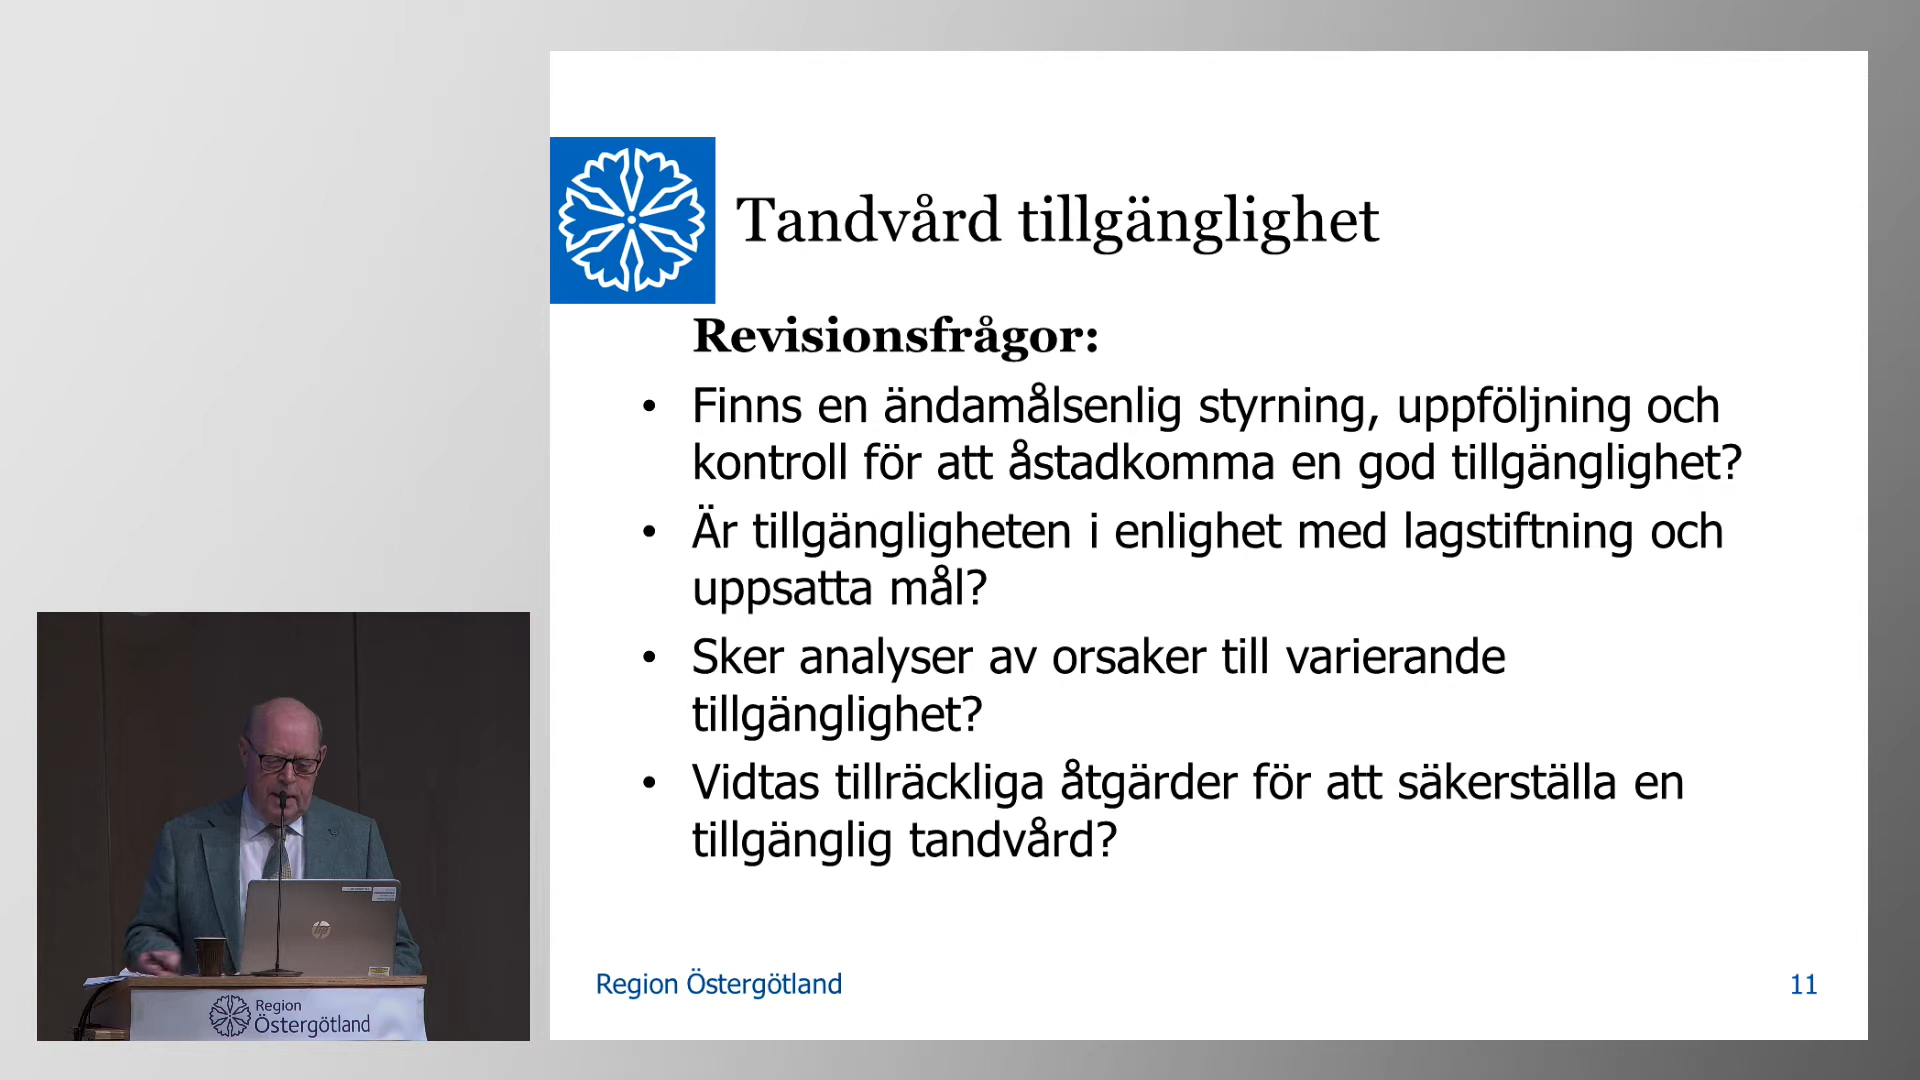 Tandvård tillgänglighet
Revisionsfrågor:
• Finns en ändamålsenlig styrning, uppföljning och
kontroll för att åstadkomma en god tillgänglighet?
• Är tillgängligheten i enlighet med lagstiftning och
uppsatta mål?
• Sker analyser av orsaker till varierande
tillgänglighet?
• Vidtas tillräckliga åtgärder för att säkerställa en
tillgänglig tandvård?
Region Östergötland
11
hp
Region
Östergötland